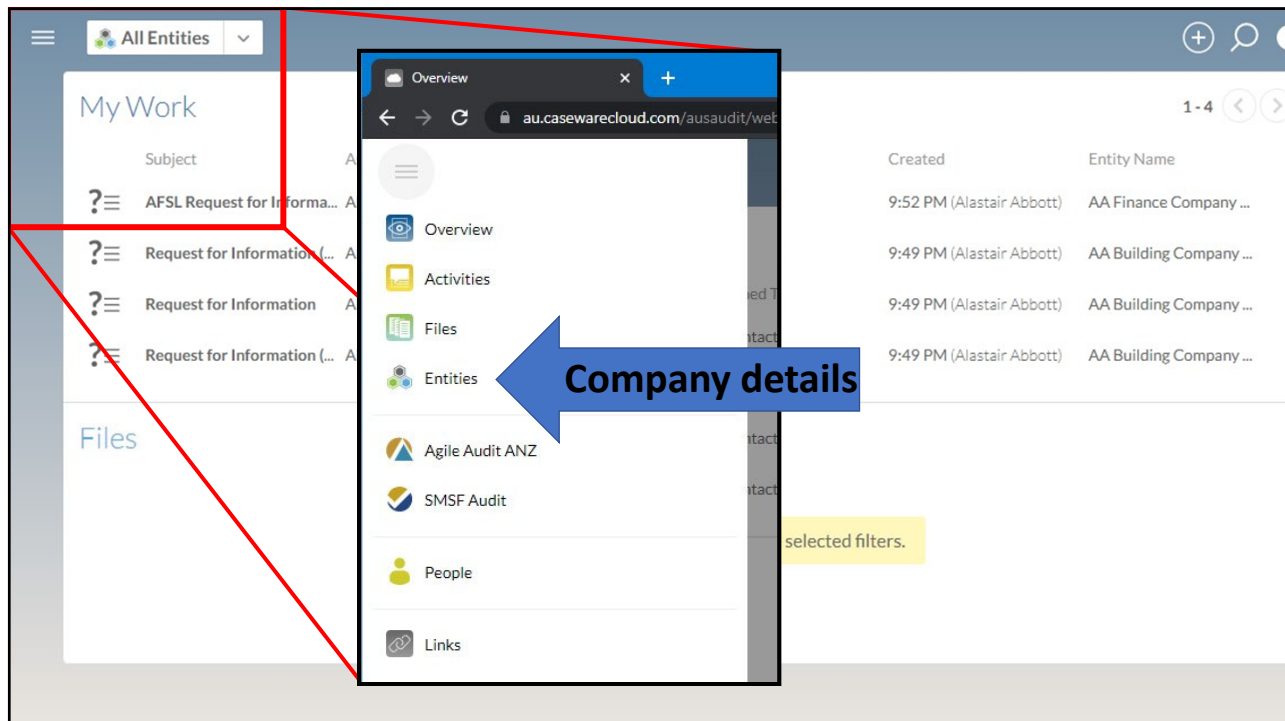 All Entities
My Work
1 - 4
Subject
A
Created
Entity Name
AFSL Request for Informa... A
9:52 PM (Alastair Abbott)
AA Finance Company ...
Request for Information (... A
9:49 PM (Alastair Abbott)
AA Building Company ...
Request for Information
A
9:49 PM (Alastair Abbott)
AA Building Company ...
Request for Information (... A
9:49 PM (Alastair Abbott)
AA Building Company ...
Files
selected filters.
Overview
au.casewarecloud.com/ausaudit/web
Overview
Activities
Files
Entities
Company details
Agile Audit ANZ
SMSF Audit
People
Links
ned T
ntact
ntact
ntact